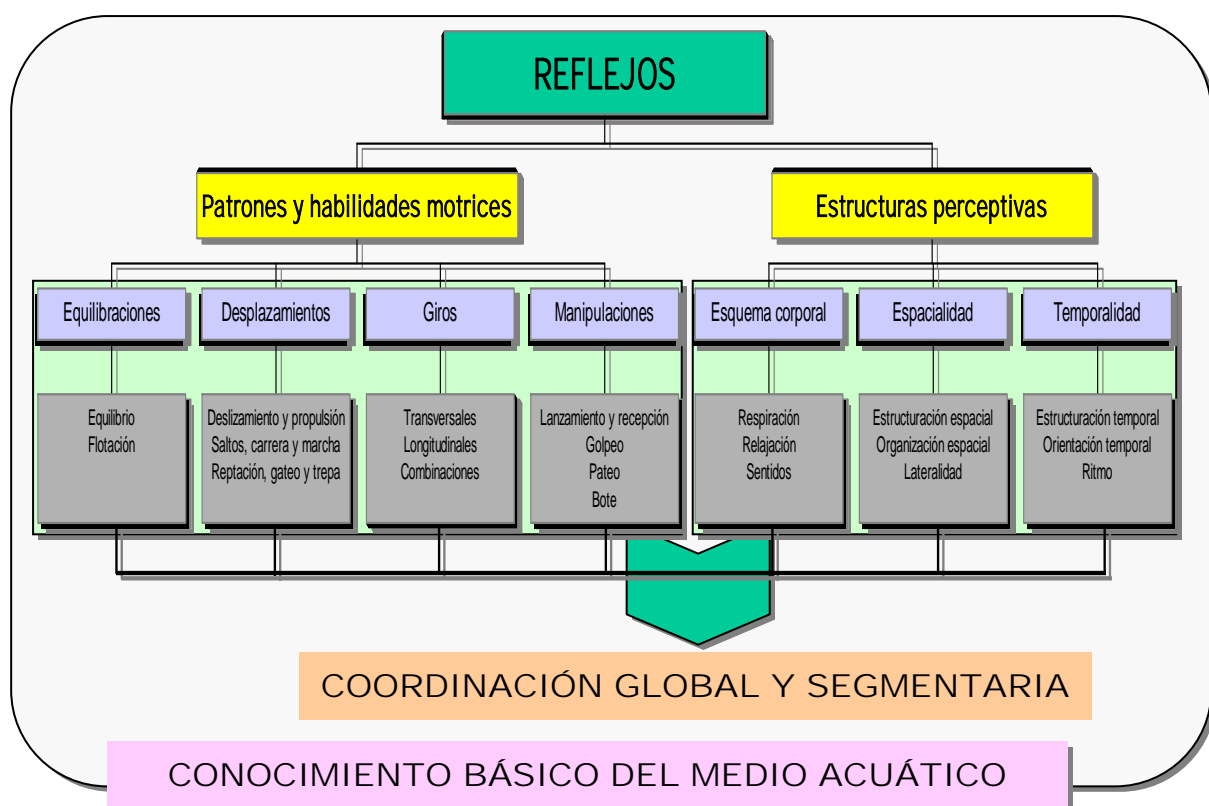 REFLEJOS
Patrones y habilidades motrices
Estructuras perceptivas
Equilibraciones
Desplazamientos
Giros
Manipulaciones
Esquema corporal
Espacialidad
Temporalidad
Equilibrio
Flotación
Deslizamiento y propulsión
Saltos, carrera y marcha
Reptación, gateo y trepa
Transversales
Longitudinales
Combinaciones
Lanzamiento y recepción
Golpeo
Pateo
Bote
Respiración
Relajación
Sentidos
Estructuración espacial
Organización espacial
Lateralidad
Estructuración temporal
Orientación temporal
Ritmo
COORDINACIÓN GLOBAL Y SEGMENTARIA
CONOCIMIENTO BÁSICO DEL MEDIO ACUÁTICO